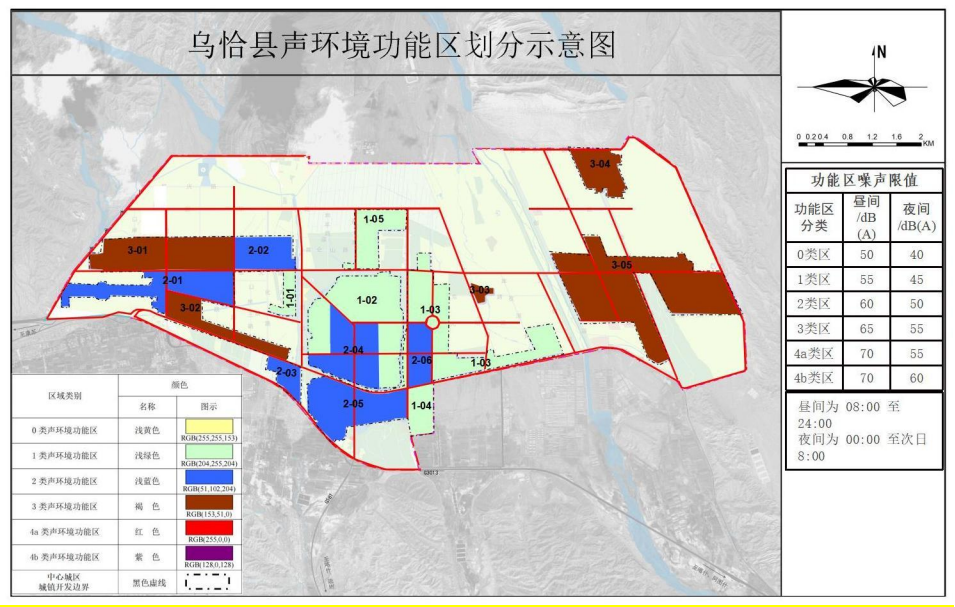 乌恰县声环境功能区划分示意图
N
0 0.20.4 0.8 1.2 1.6 2
KM
功能区噪声限值
功能区分类 昼间/dB(A) 夜间/dB(A)
0类区 50 40
1类区 55 45
2类区 60 50
3类区 65 55
4a类区 70 55
4b类区 70 60
昼间为 08:00 至
24:00
夜间为 00:00 至次日
8:00
3-04
1-05
3-01
2-02
3-05
2-01
1-01
1-02
3-03
3-02
1-03
2-04
2-06
1-03
2-03
2-05
1-04
G3013
区域类别 颜色
名称 图示
0 类声环境功能区 浅黄色 RGB(255,255,153)
1 类声环境功能区 浅绿色 RGB(204,255,204)
2 类声环境功能区 浅蓝色 RGB(51,102,204)
3 类声环境功能区 褐 色 RGB(153,51,0)
4a 类声环境功能区 红 色 RGB(255,0,0)
4b 类声环境功能区 紫 色 RGB(128,0,128)
中心城区
城镇开发边界 黑色虚线